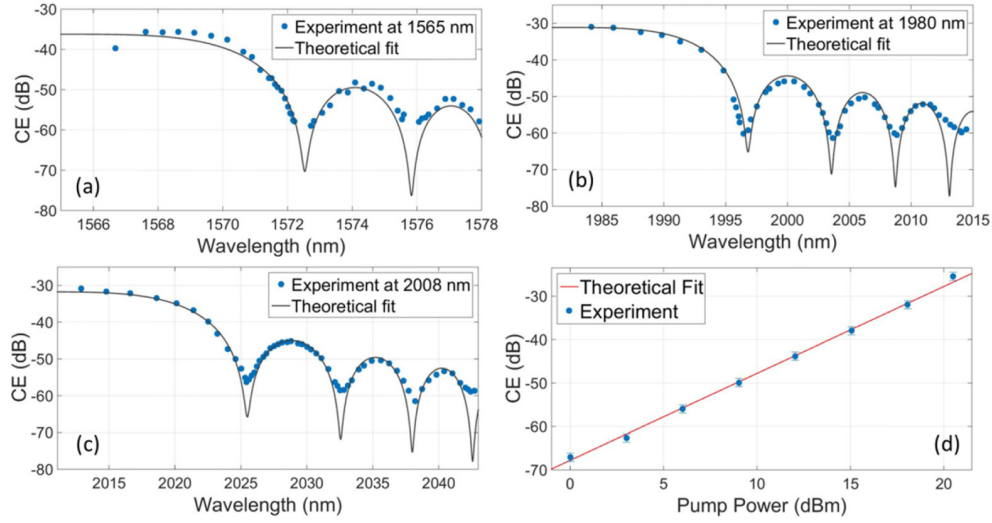 -30
-40
-50
-60
-70
-80
CE (dB)
Experiment at 1565 nm
Theoretical fit
(a)
1566 1568 1570 1572 1574 1576 1578
Wavelength (nm)
-30
-40
-50
-60
-70
-80
CE (dB)
Experiment at 1980 nm
Theoretical fit
(b)
1985 1990 1995 2000 2005 2010 2015
Wavelength (nm)
-30
-40
-50
-60
-70
-80
CE (dB)
Experiment at 2008 nm
Theoretical fit
(c)
2015 2020 2025 2030 2035 2040
Wavelength (nm)
-30
-40
-50
-60
-70
CE (dB)
Theoretical Fit
Experiment
(d)
0 5 10 15 20
Pump Power (dBm)